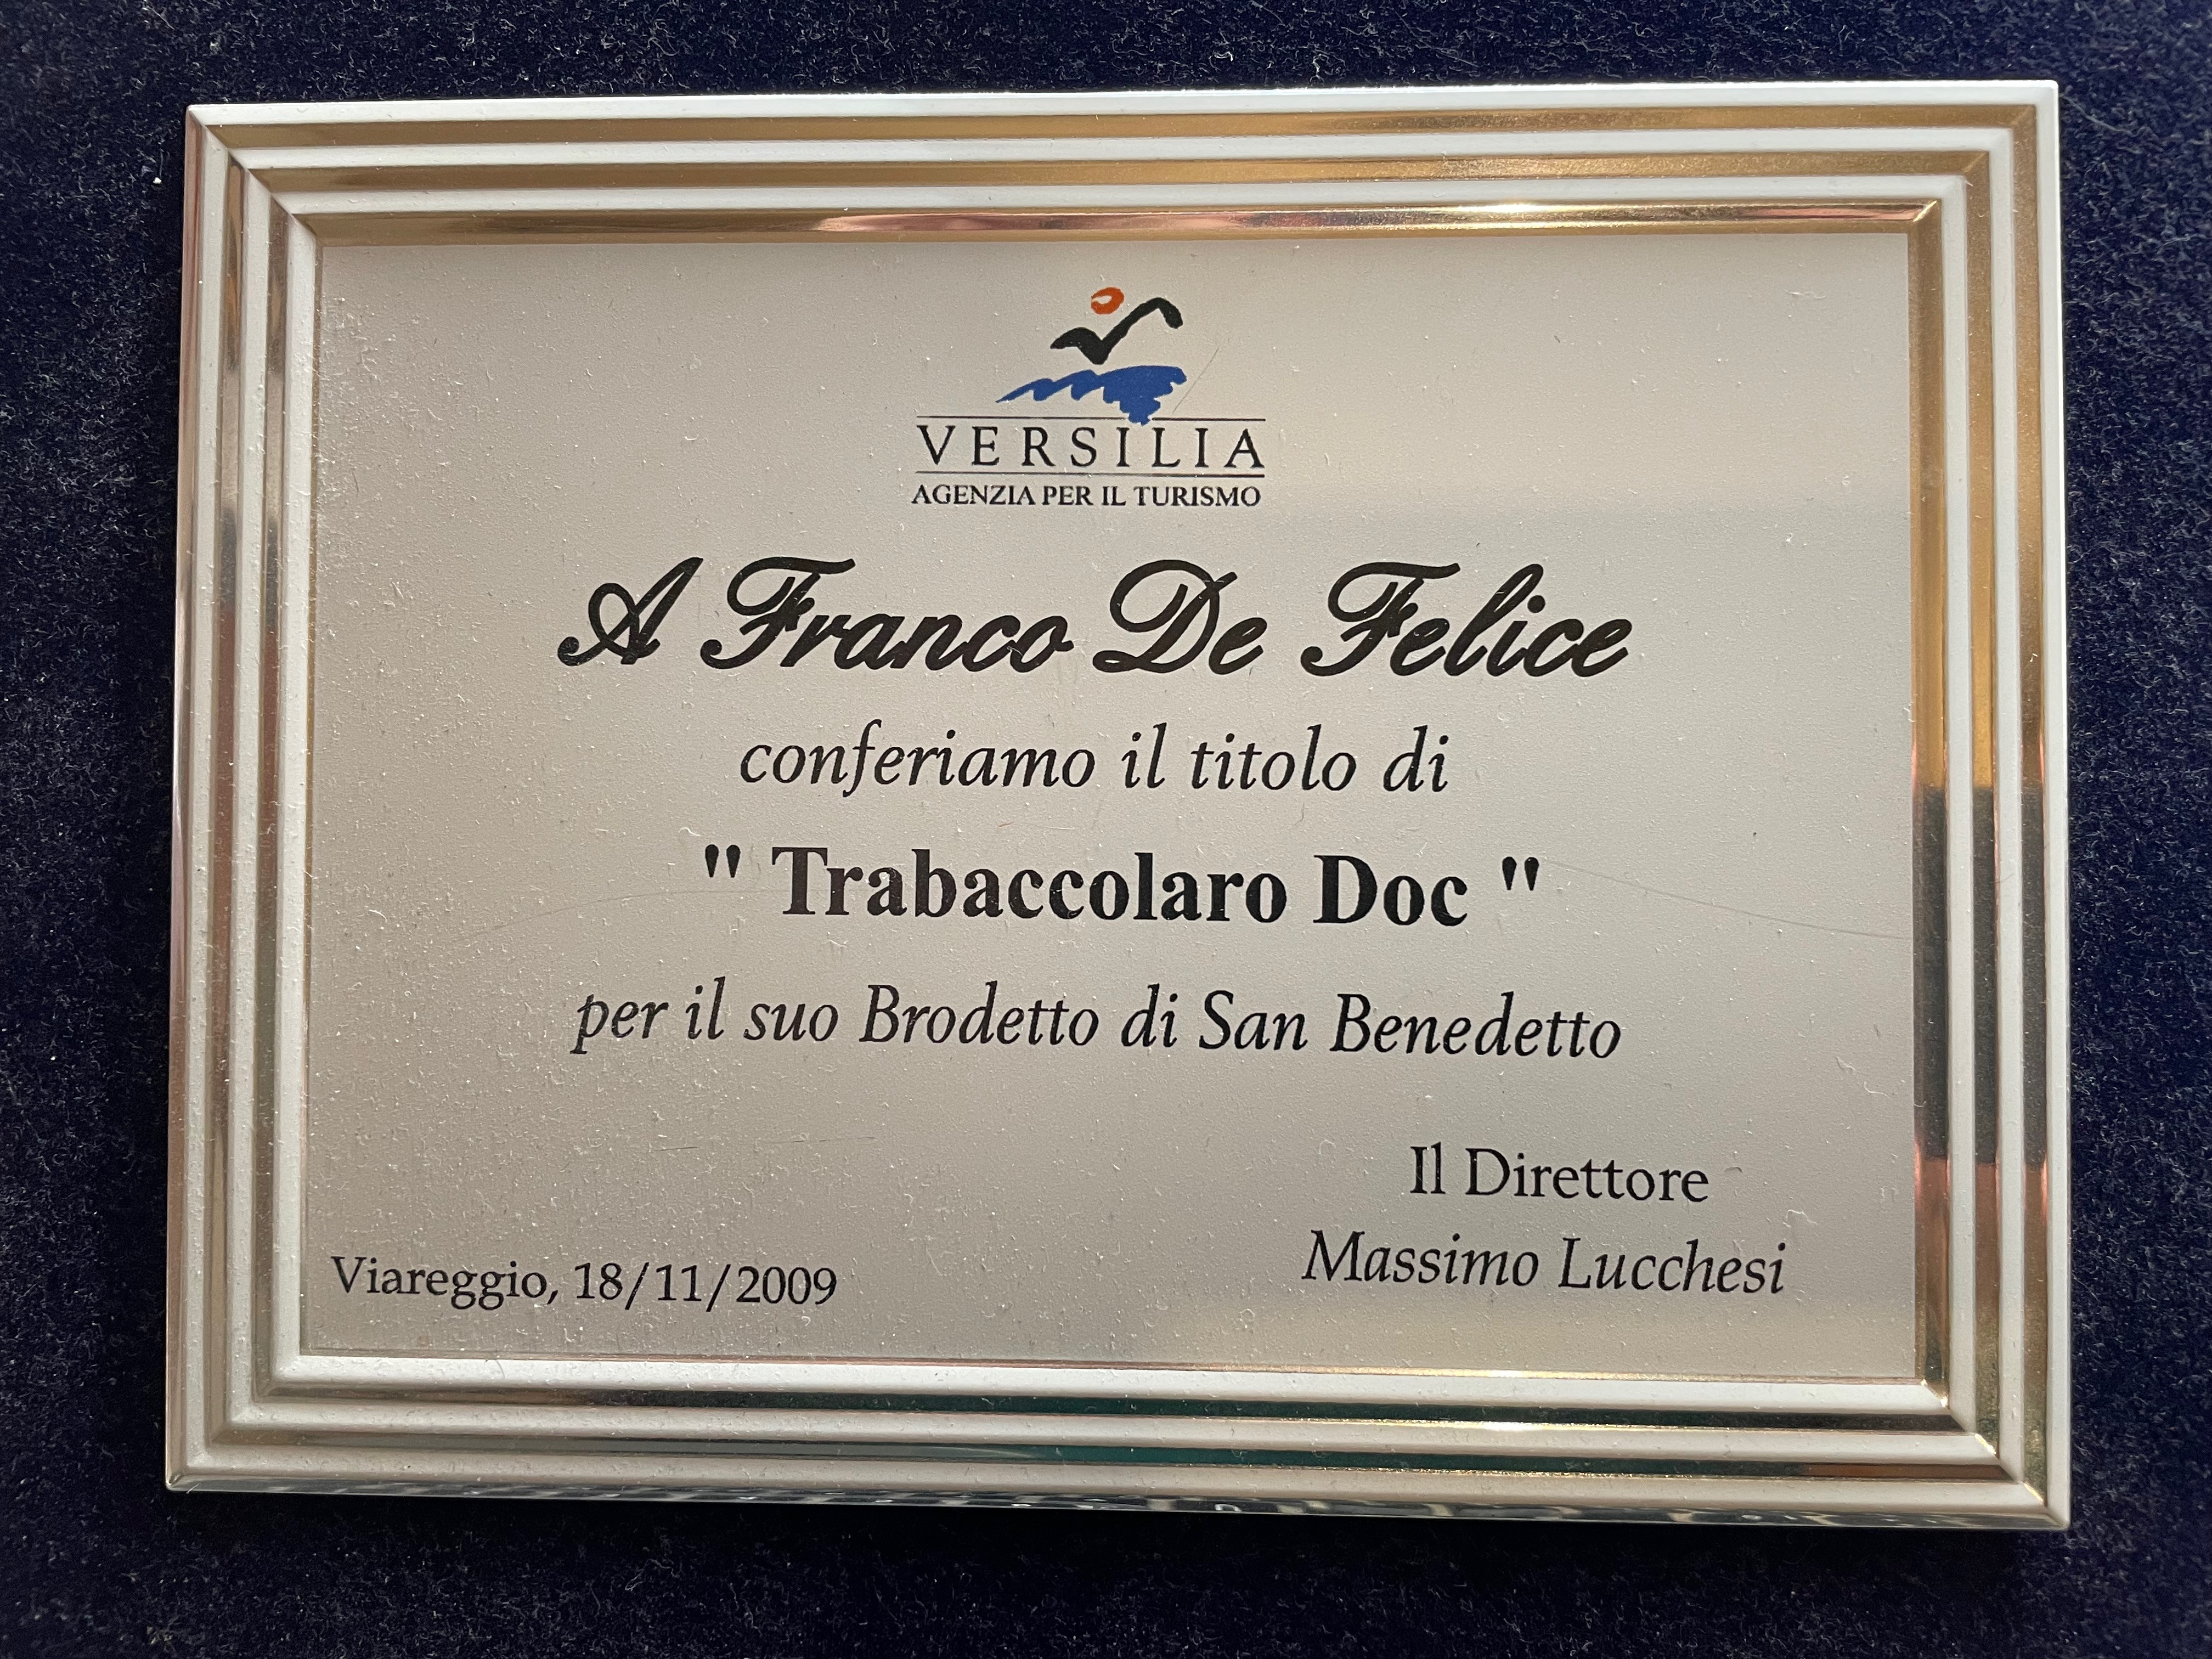 VERSILIA
AGENZIA PER IL TURISMO
A Franco De Felice
conferiamo il titolo di
" Trabaccolaro Doc "
per il suo Brodetto di San Benedetto
Il Direttore
Massimo Lucchesi
Viareggio, 18/11/2009